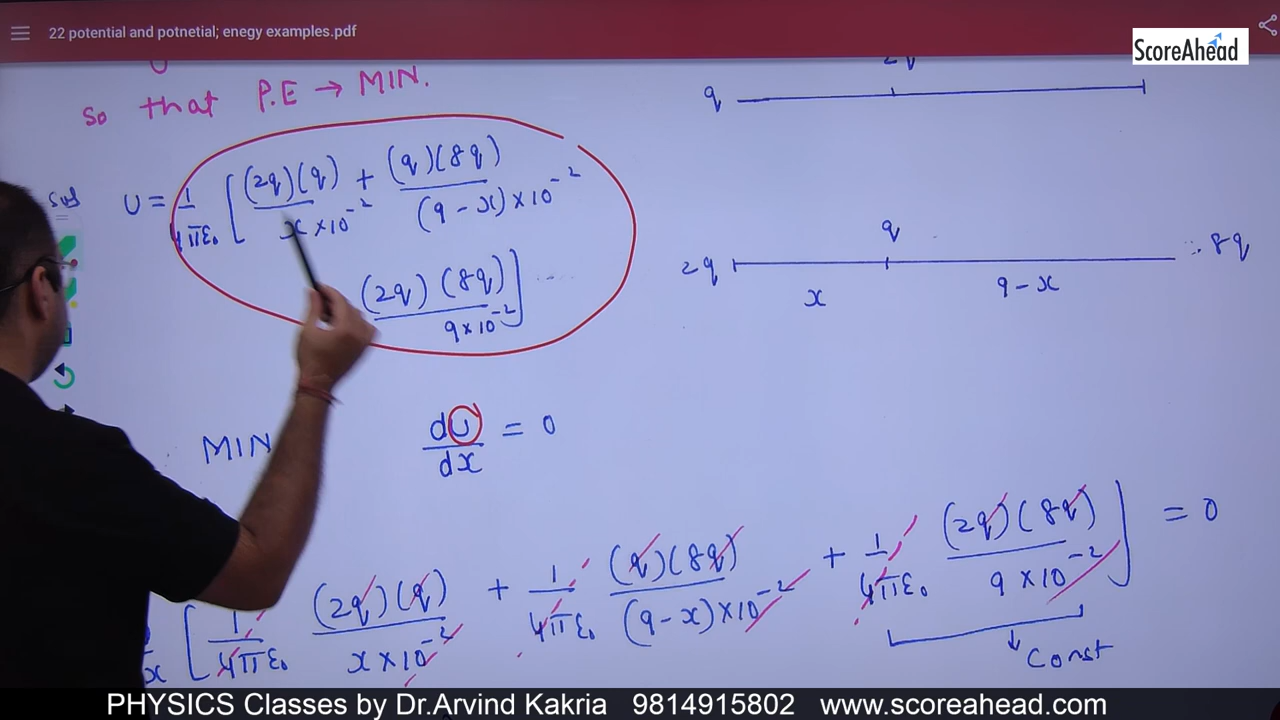 22 potential and potnetial; enegy examples.pdf
ScoreAhead
So that P.E → MIN.
2q
q
U = 1/4πε₀ [ (2q)(q)/x×10⁻² + (q)(8q)/(9-x)×10⁻²
(2q)(8q)/9×10⁻² ] ...
q
2q 8q
x 9-x
MIN du/dx = 0
[ 1/4πε₀ (2q)(q)/x×10⁻² + 1/4πε₀ (q)(8q)/(9-x)×10⁻² + 1/4πε₀ (2q)(8q)/9×10⁻² ] = 0
↓ Const
PHYSICS Classes by Dr.Arvind Kakria 9814915802 www.scoreahead.com